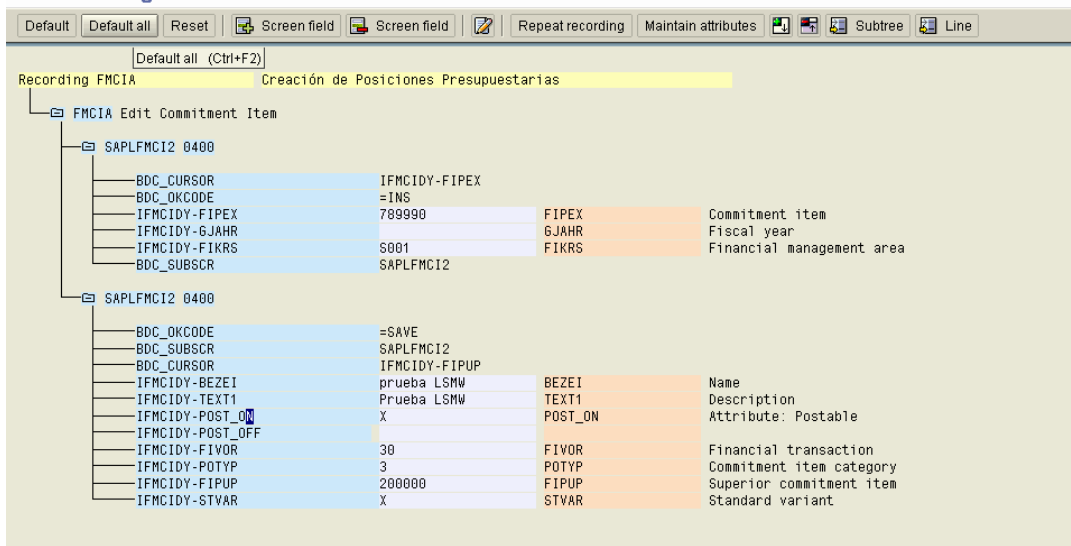 Default Default all Reset Screen field Screen field Repeat recording Maintain attributes Subtree Line
Default all (Ctrl+F2)
Recording FMCIA Creación de Posiciones Presupuestarias
FMCIA Edit Commitment Item
SAPLFMCI2 0400
BDC_CURSOR IFMCIDY-FIPEX
BDC_OKCODE =INS
IFMCIDY-FIPEX 789990 FIPEX Commitment item
IFMCIDY-GJAHR GJAHR Fiscal year
IFMCIDY-FIKRS S001 FIKRS Financial management area
BDC_SUBSCR SAPLFMCI2
SAPLFMCI2 0400
BDC_OKCODE =SAVE
BDC_SUBSCR SAPLFMCI2
BDC_CURSOR IFMCIDY-FIPUP
IFMCIDY-BEZEI prueba LSMW BEZEI Name
IFMCIDY-TEXT1 Prueba LSMW TEXT1 Description
IFMCIDY-POST_ON X POST_ON Attribute: Postable
IFMCIDY-POST_OFF
IFMCIDY-FIVOR 30 FIVOR Financial transaction
IFMCIDY-POTYP 3 POTYP Commitment item category
IFMCIDY-FIPUP 200000 FIPUP Superior commitment item
IFMCIDY-STVAR X STVAR Standard variant